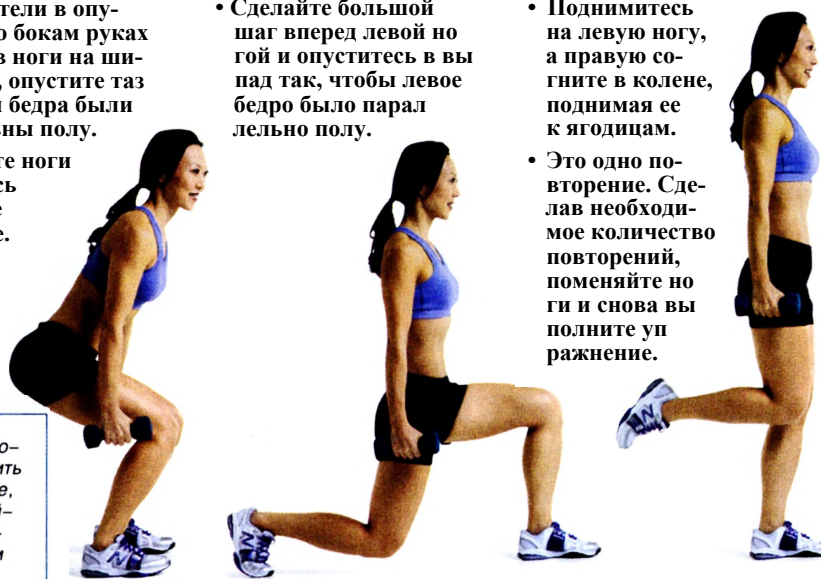 тели в опу-
о бокам руках
в ноги на ши-
, опустите таз
бедра были
ны полу.
те ноги
сь
е
е.
• Сделайте большой
шаг вперед левой но
гой и опуститесь в вы
пад так, чтобы левое
бедро было парал
лельно полу.
• Поднимитесь
на левую ногу,
а правую со-
гните в колене,
поднимая ее
к ягодицам.
• Это одно по-
вторение. Сде-
лав необходи-
мое количество
повторений,
поменяйте но
ги и снова вы
полните уп
ражнение.
о-
ить
е,
й-
-
м